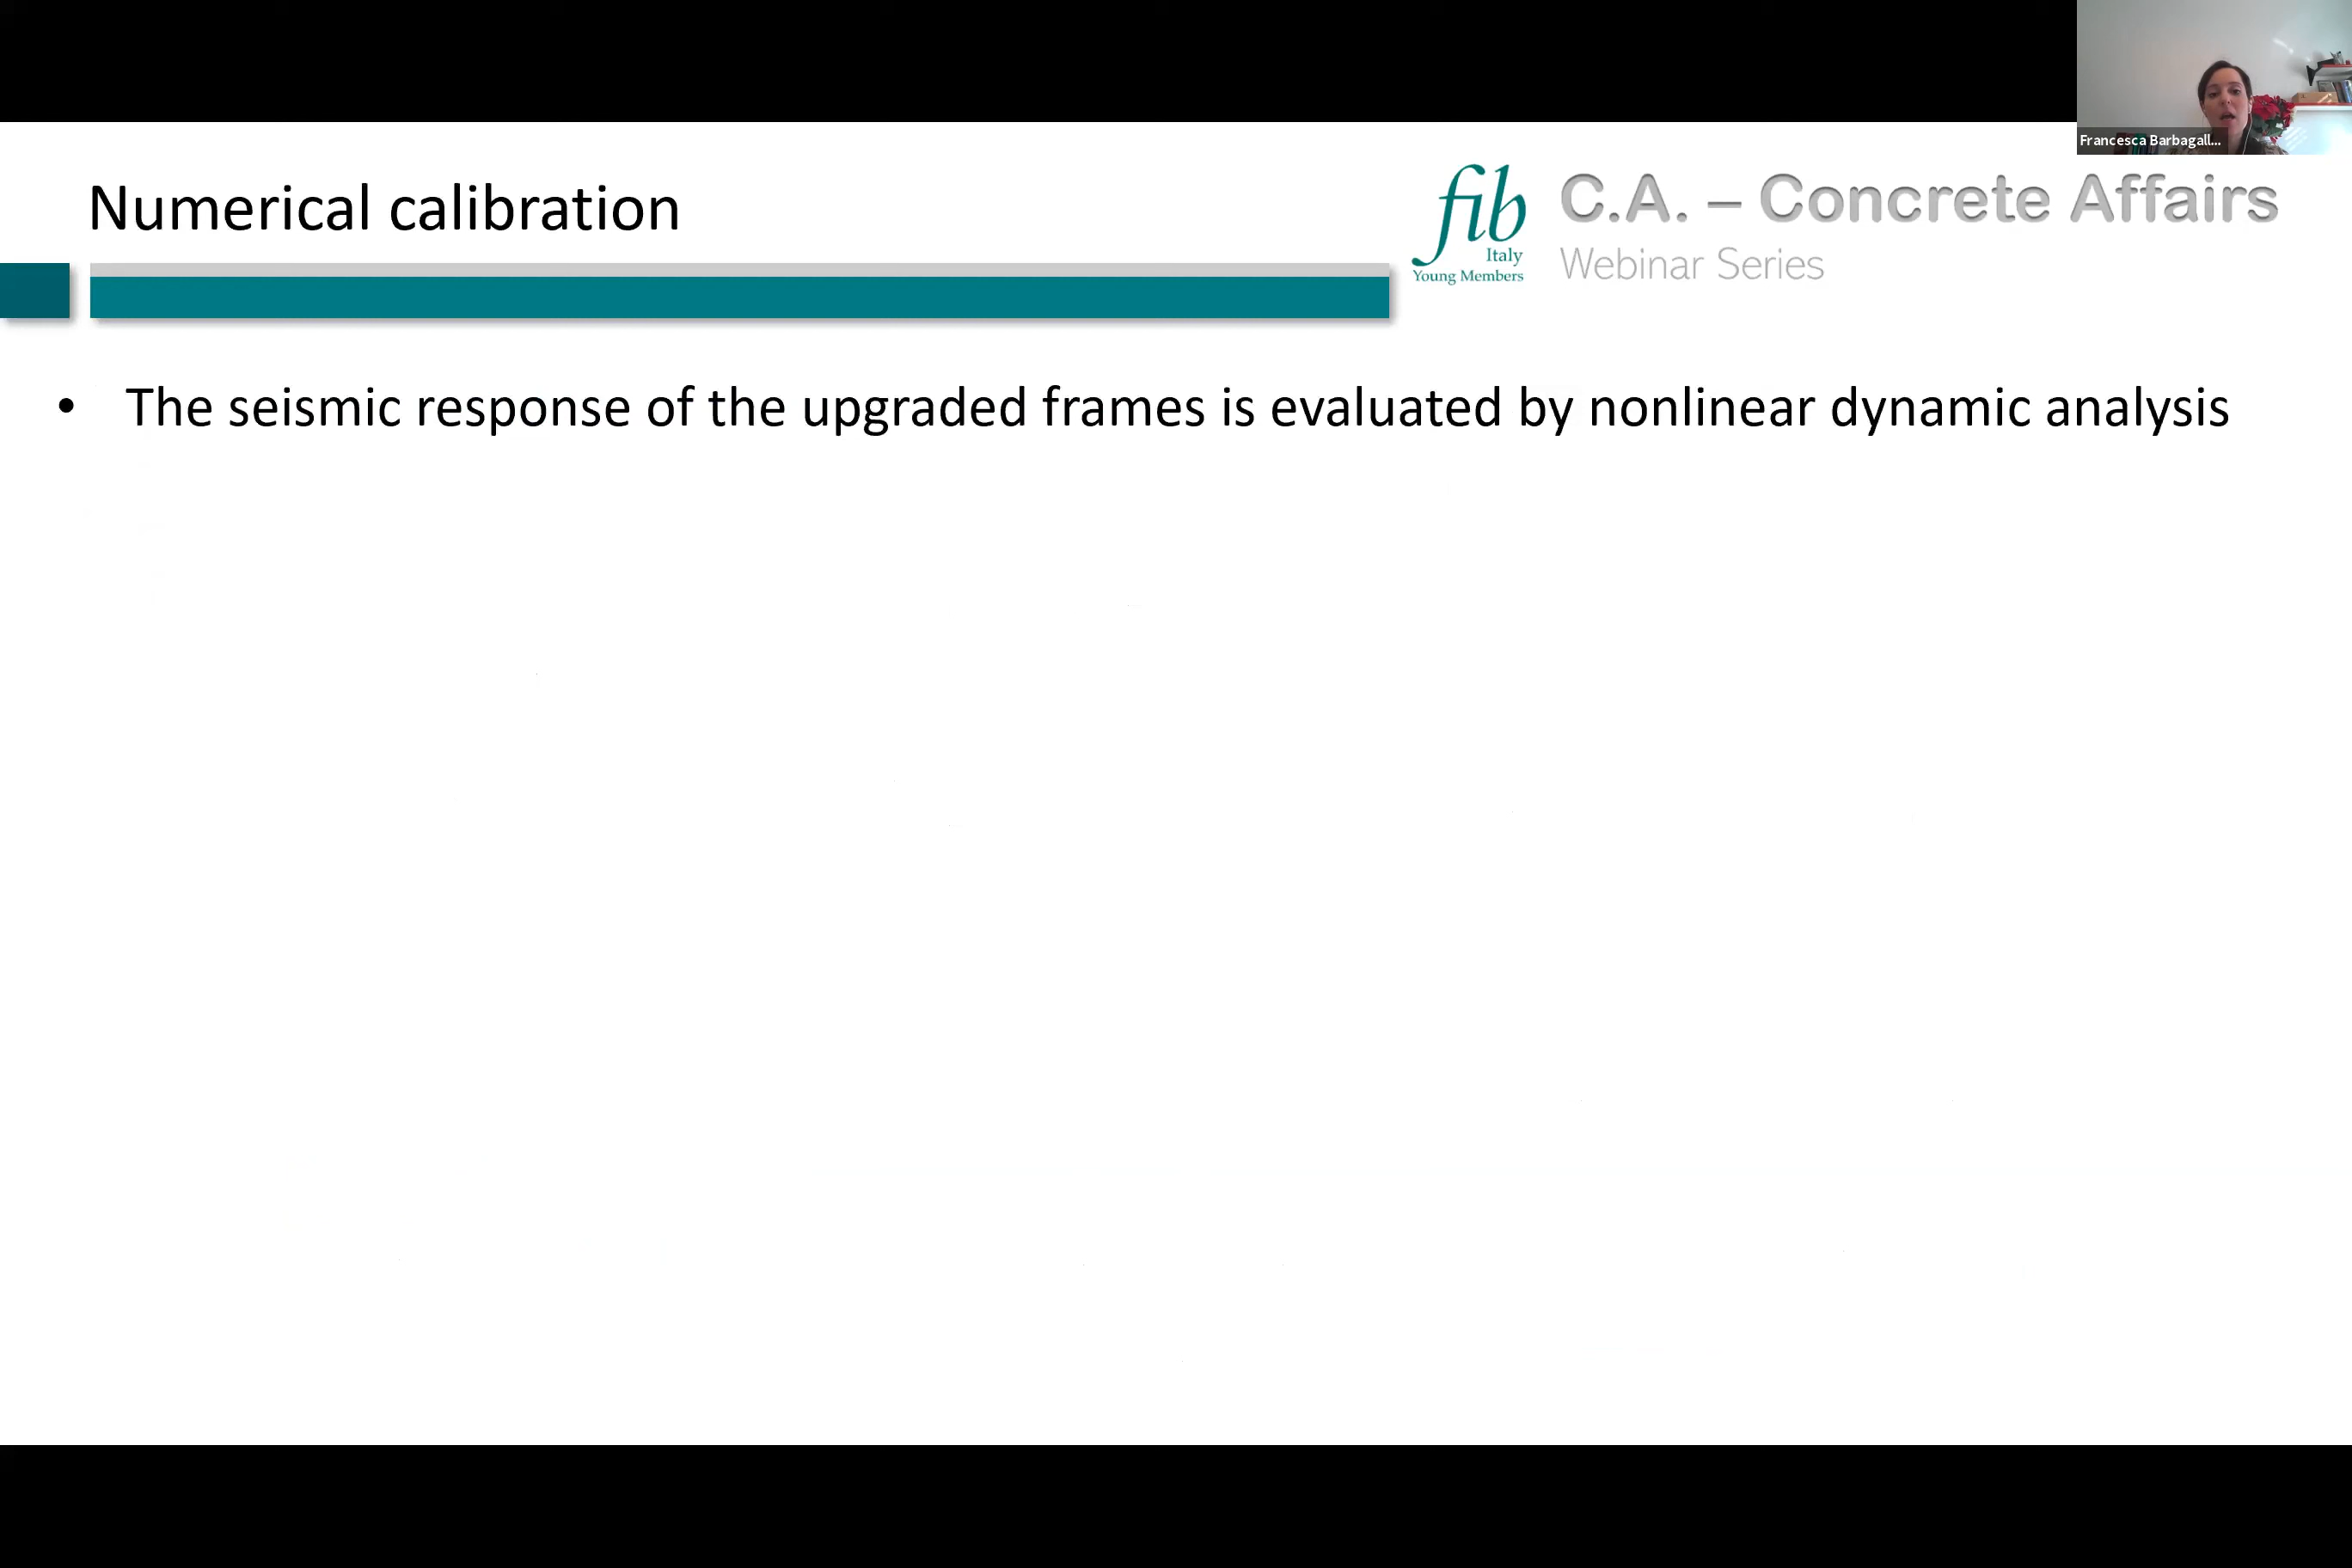 Francesca Barbagall...
Numerical calibration
fib
Italy
Young Members
C.A. – Concrete Affairs
Webinar Series
• The seismic response of the upgraded frames is evaluated by nonlinear dynamic analysis